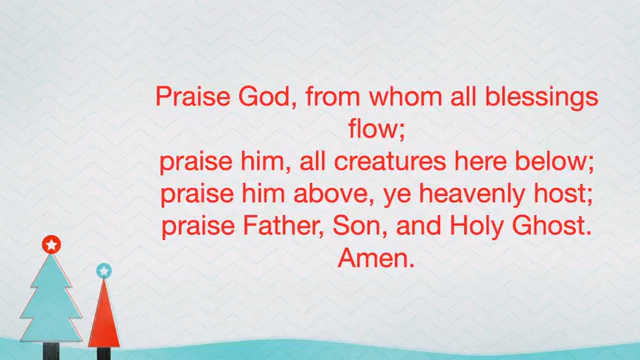 Praise God, from whom all blessings
flow;
praise him, all creatures here below;
praise him above, ye heavenly host;
praise Father, Son, and Holy Ghost.
Amen.